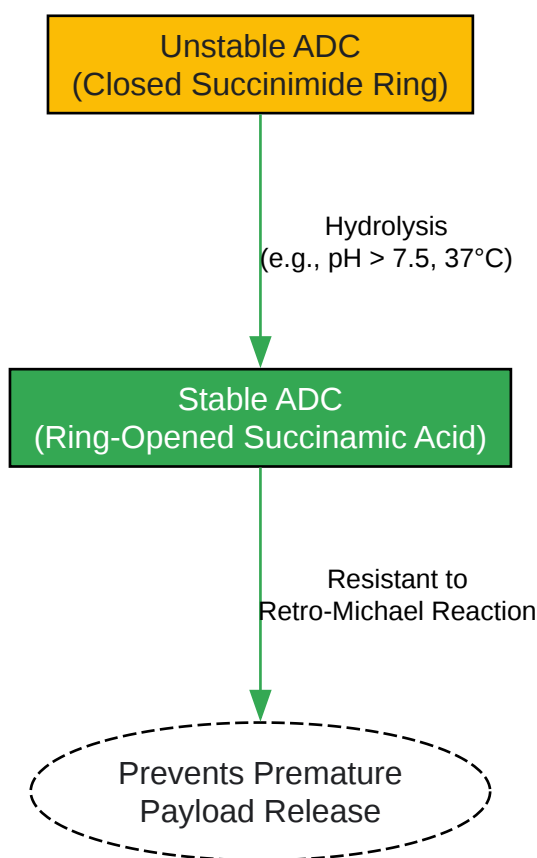 Unstable ADC
(Closed Succinimide Ring)
Hydrolysis
(e.g., pH > 7.5, 37°C)
Stable ADC
(Ring-Opened Succinamic Acid)
Resistant to
Retro-Michael Reaction
Prevents Premature
Payload Release